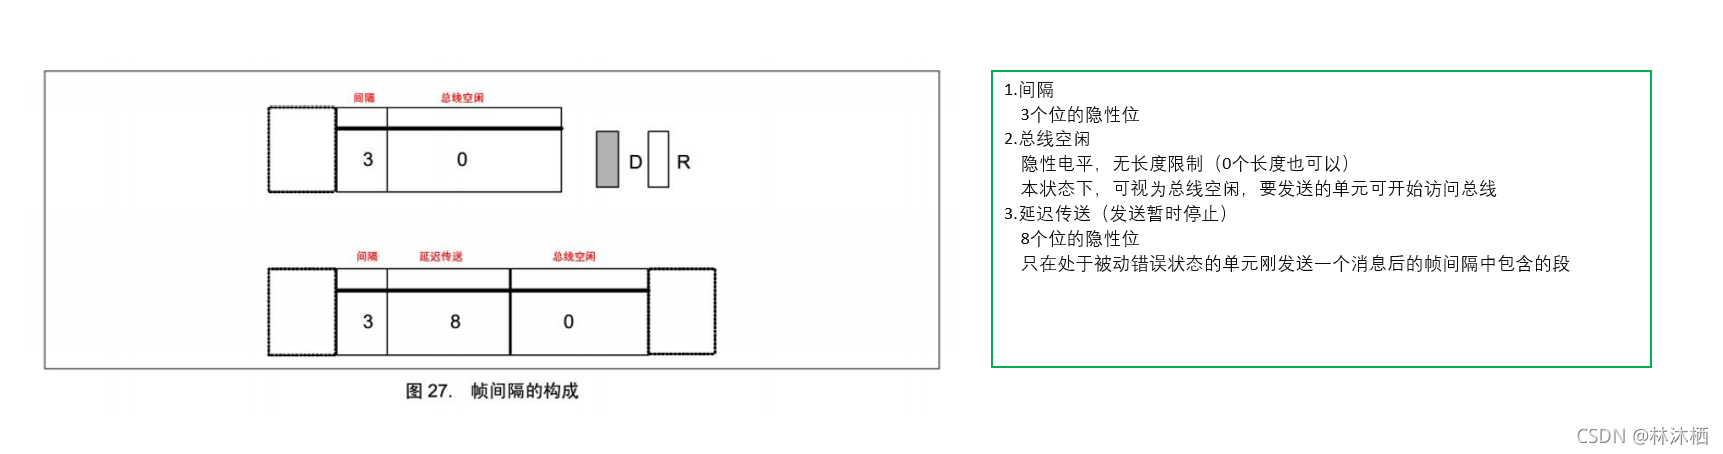 间隔 总线空闲
3 0 D R
间隔 延迟传送 总线空闲
3 8 0
图 27. 帧间隔的构成
1.间隔
3个位的隐性位
2.总线空闲
隐性电平，无长度限制（0个长度也可以）
本状态下，可视为总线空闲，要发送的单元可开始访问总线
3.延迟传送（发送暂时停止）
8个位的隐性位
只在处于被动错误状态的单元刚发送一个消息后的帧间隔中包含的段
CSDN @林沐栖